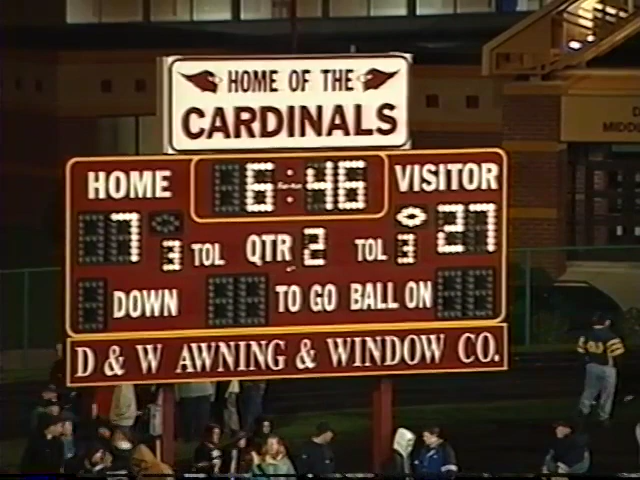 HOME OF THE
CARDINALS
HOME 6:46 VISITOR
7 3 TOL QTR 2 TOL 3 27
DOWN TO GO BALL ON
D & W AWNING & WINDOW CO.